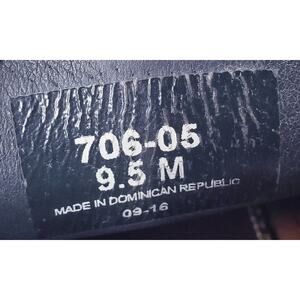 706-05
9.5 M
MADE IN DOMINICAN REPUBLIC
09-16